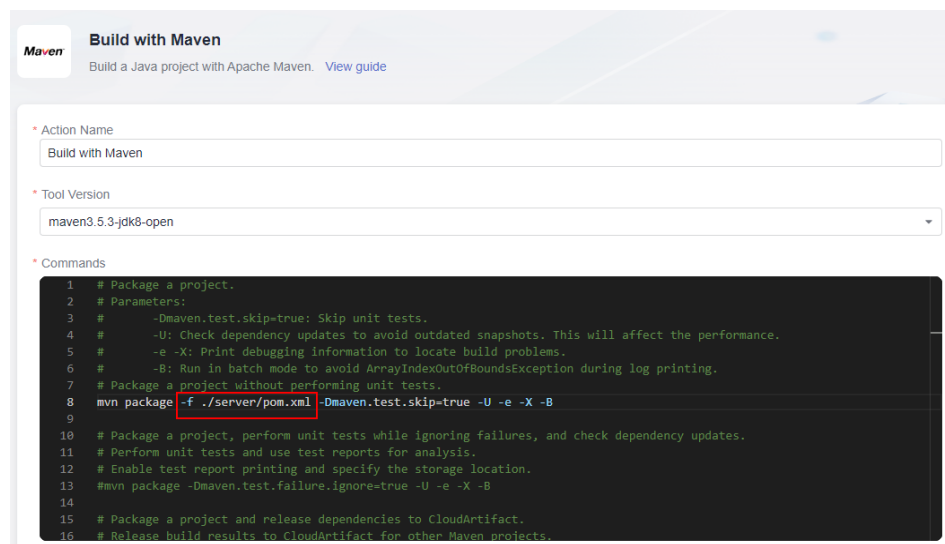 Maven
Build with Maven
Build a Java project with Apache Maven. View guide
* Action Name
Build with Maven
* Tool Version
maven3.5.3-jdk8-open
* Commands
1 # Package a project.
2 # Parameters:
3 # -Dmaven.test.skip=true: Skip unit tests.
4 # -U: Check dependency updates to avoid outdated snapshots. This will affect the performance.
5 # -e -X: Print debugging information to locate build problems.
6 # -B: Run in batch mode to avoid ArrayIndexOutOfBoundsException during log printing.
7 # Package a project without performing unit tests.
8 mvn package -f ./server/pom.xml -Dmaven.test.skip=true -U -e -X -B
9
10 # Package a project, perform unit tests while ignoring failures, and check dependency updates.
11 # Perform unit tests and use test reports for analysis.
12 # Enable test report printing and specify the storage location.
13 #mvn package -Dmaven.test.failure.ignore=true -U -e -X -B
14
15 # Package a project and release dependencies to CloudArtifact.
16 # Release build results to CloudArtifact for other Maven projects.